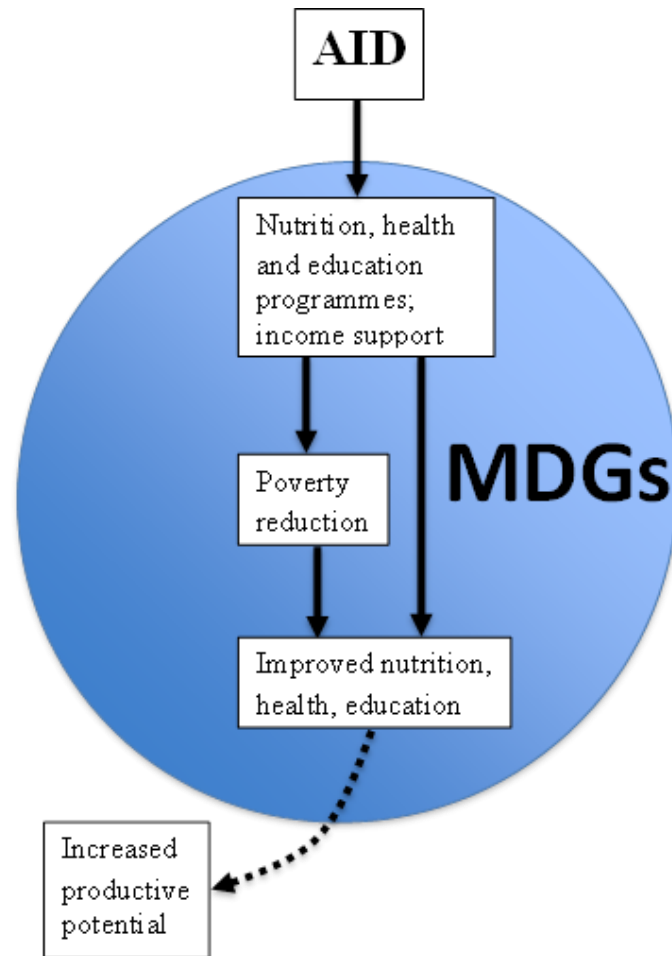 AID
Nutrition, health
and education
programmes;
income support
MDGs
Poverty
reduction
Improved nutrition,
health, education
Increased
productive
potential